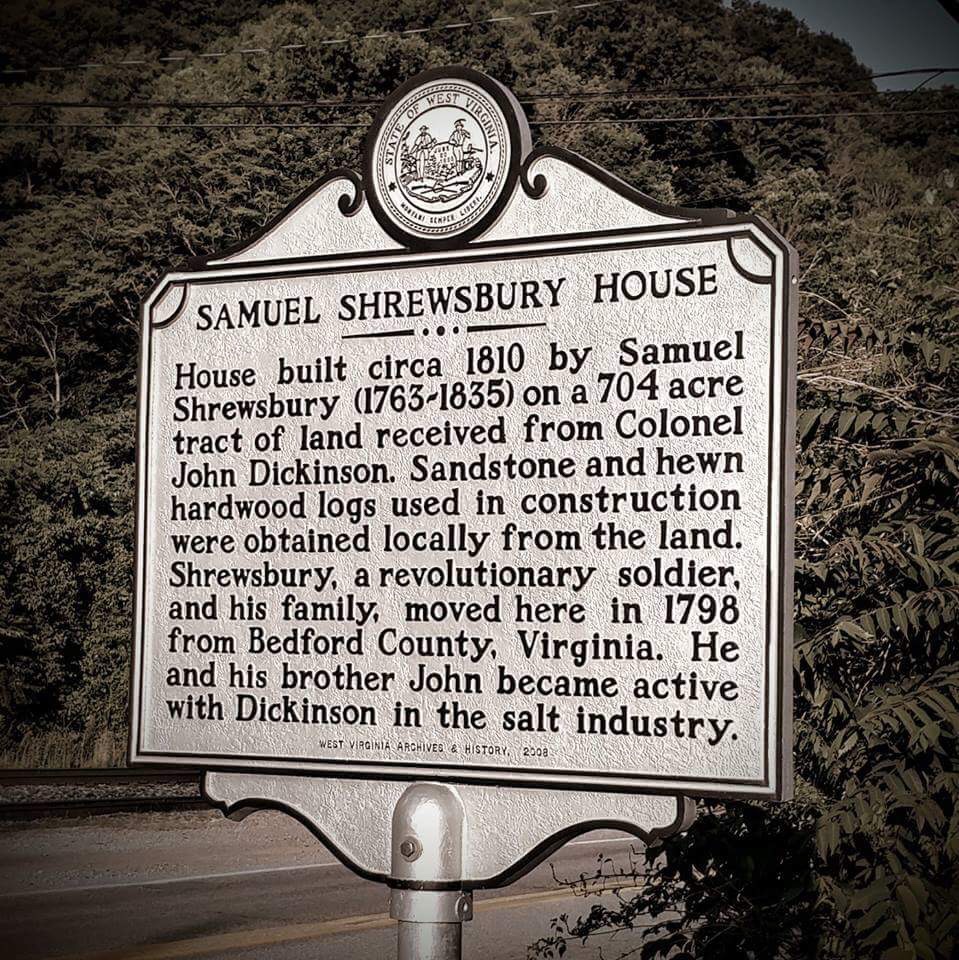 STATE OF WEST VIRGINIA
MONTANI SEMPER LIBERI
SAMUEL SHREWSBURY HOUSE
House built circa 1810 by Samuel
Shrewsbury (1763-1835) on a 704 acre
tract of land received from Colonel
John Dickinson. Sandstone and hewn
hardwood logs used in construction
were obtained locally from the land.
Shrewsbury, a revolutionary soldier,
and his family, moved here in 1798
from Bedford County, Virginia. He
and his brother John became active
with Dickinson in the salt industry.
WEST VIRGINIA ARCHIVES & HISTORY, 2008